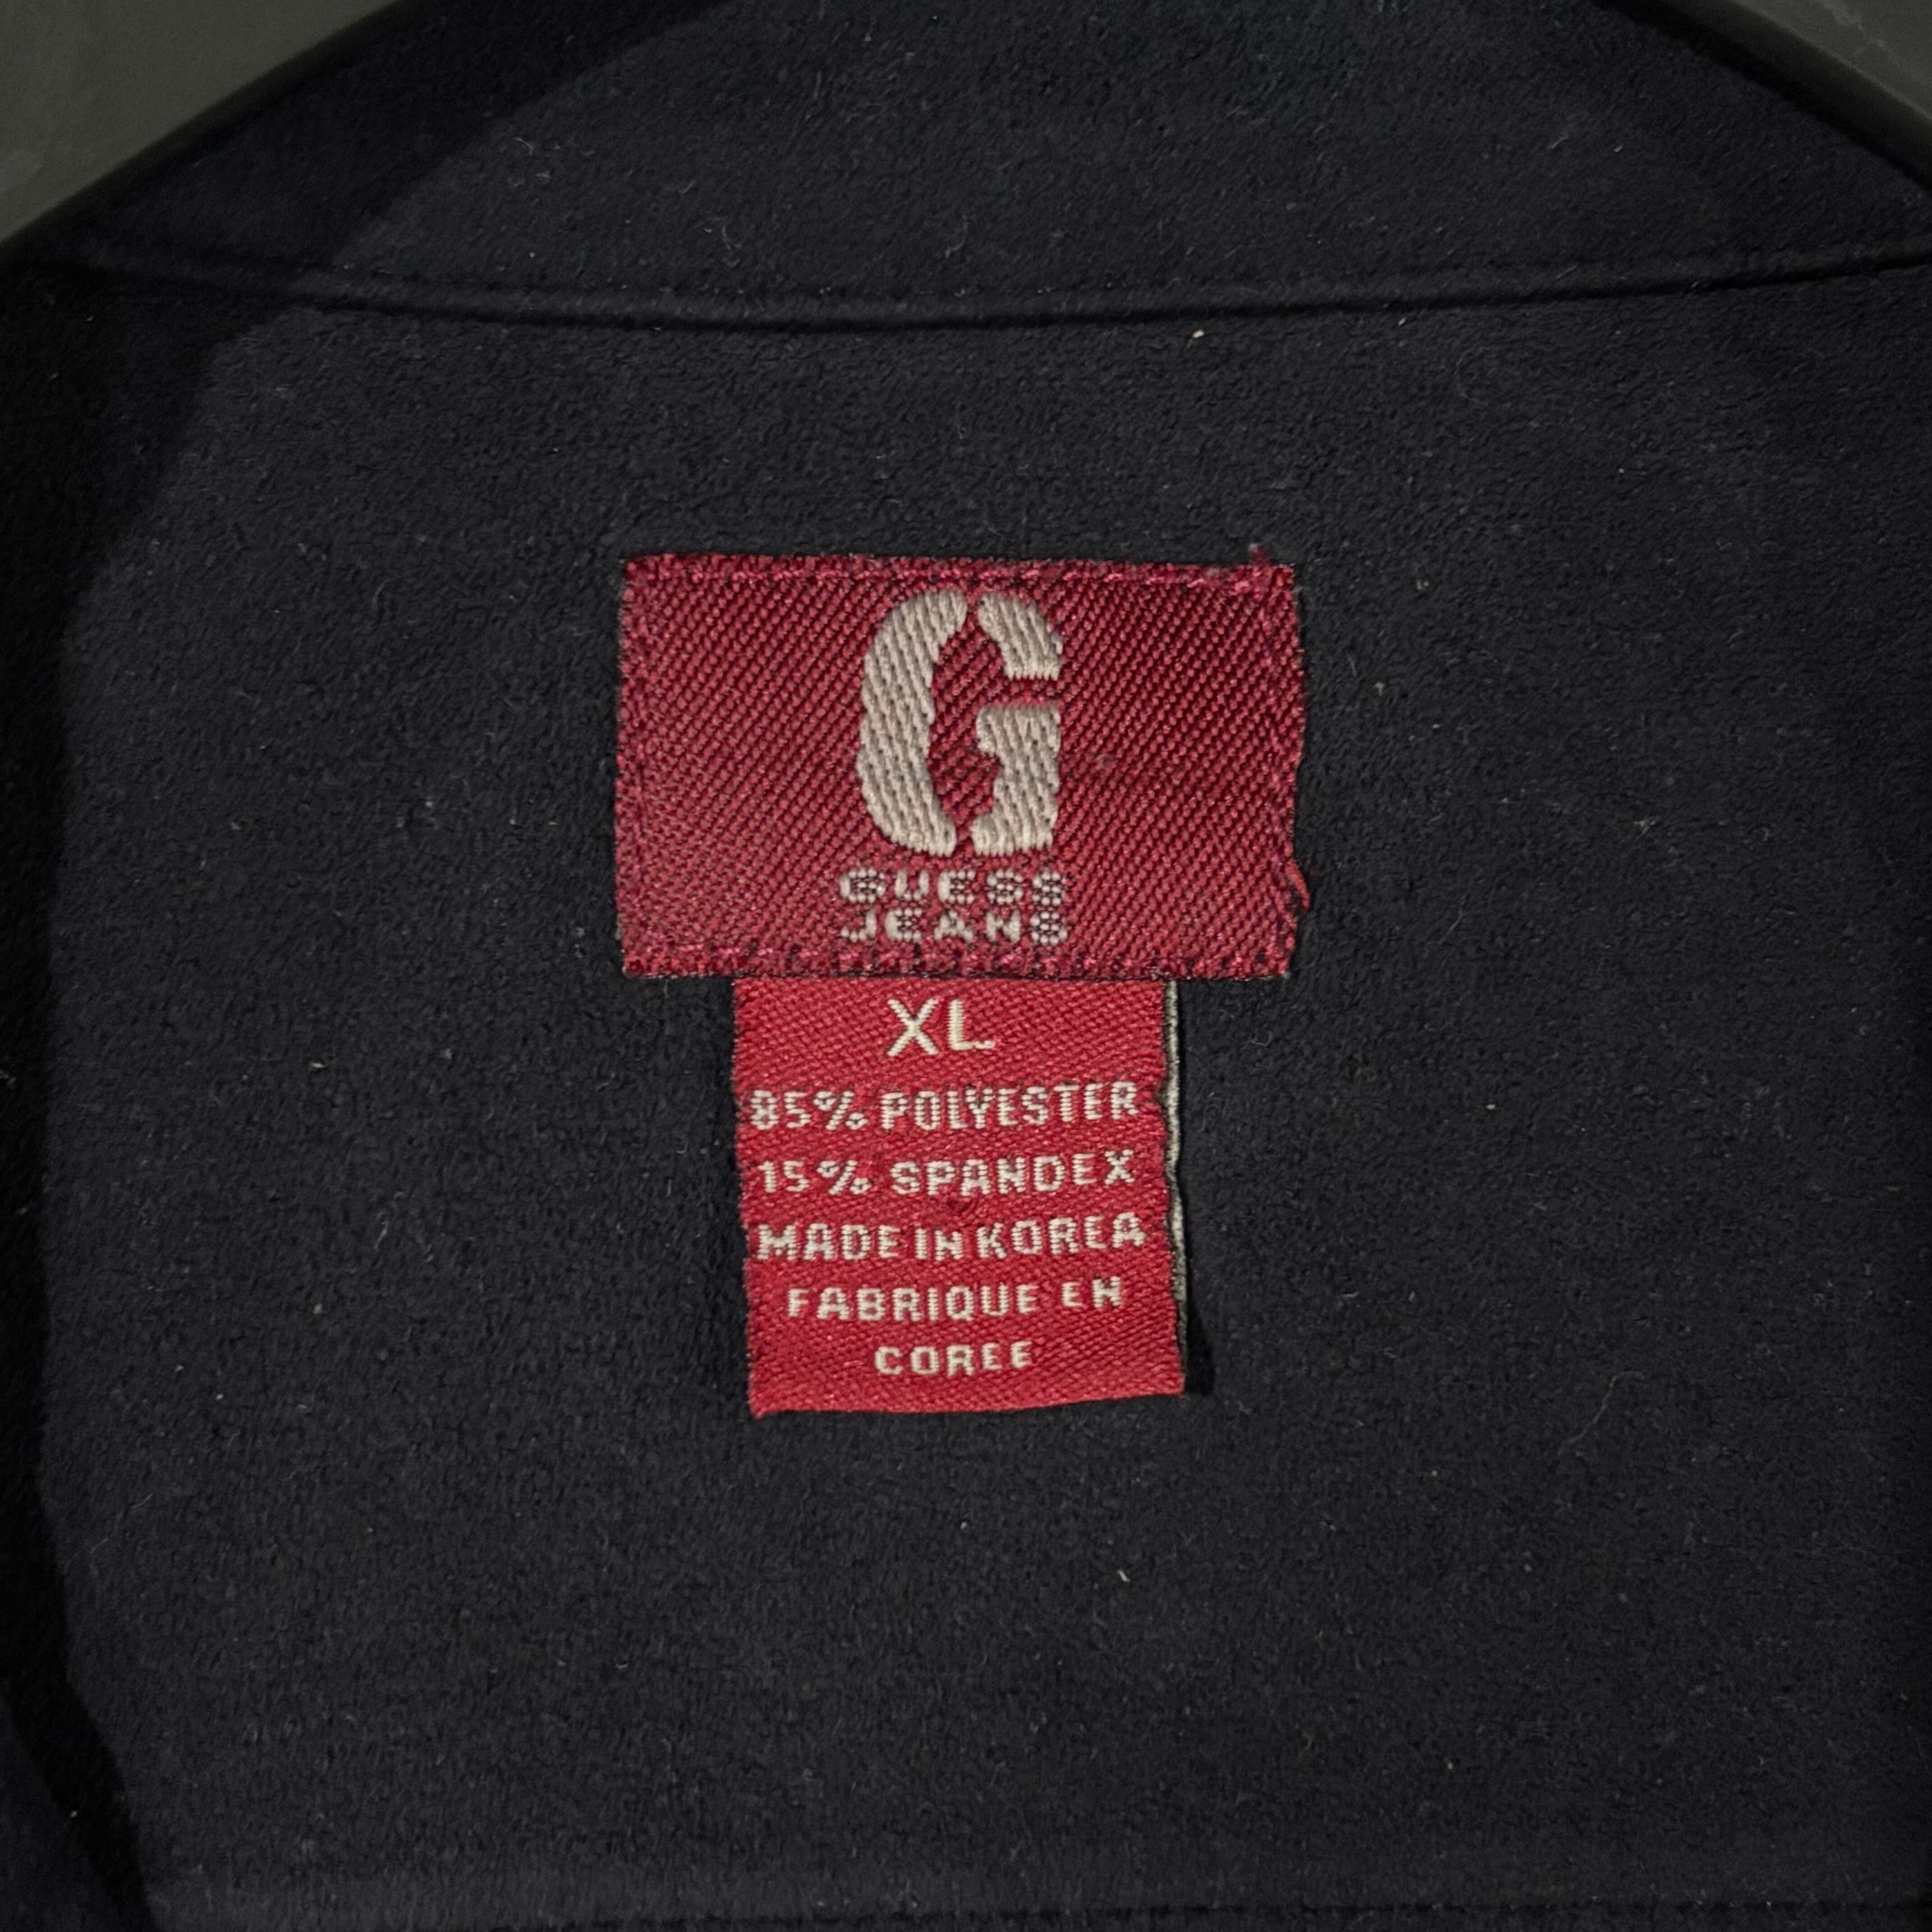 G
GUESS
JEANS
XL
85% POLYESTER
15% SPANDEX
MADE IN KOREA
FABRIQUE EN
COREE